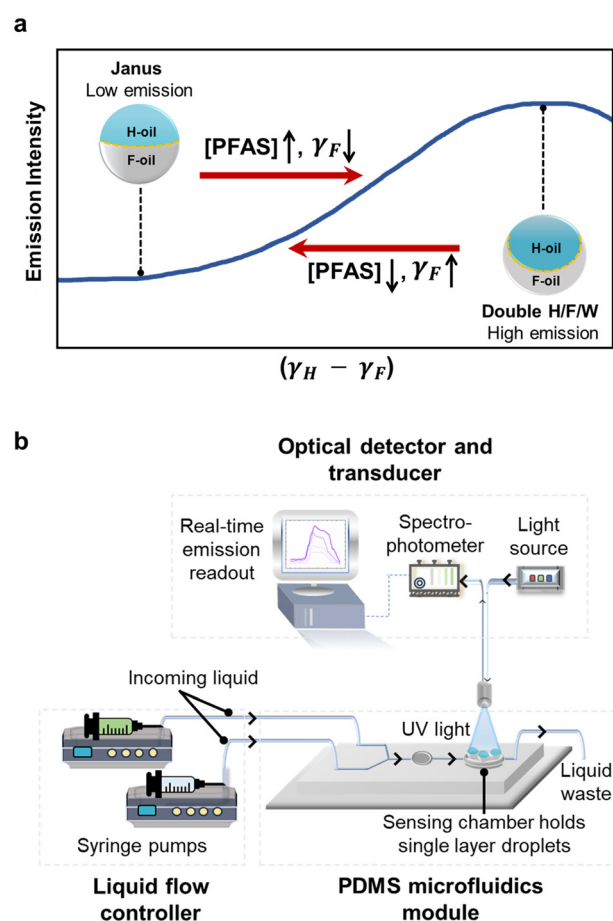 a
Janus
Low emission
H-oil
F-oil
[PFAS]↑, γF↓
[PFAS]↓, γF↑
H-oil
F-oil
Double H/F/W
High emission
Emission Intensity
(γH − γF)
b
Optical detector and
transducer
Real-time
emission
readout
Spectro-
photometer
Light
source
Incoming liquid
UV light
Liquid
waste
Syringe pumps
Sensing chamber holds
single layer droplets
Liquid flow
controller
PDMS microfluidics
module